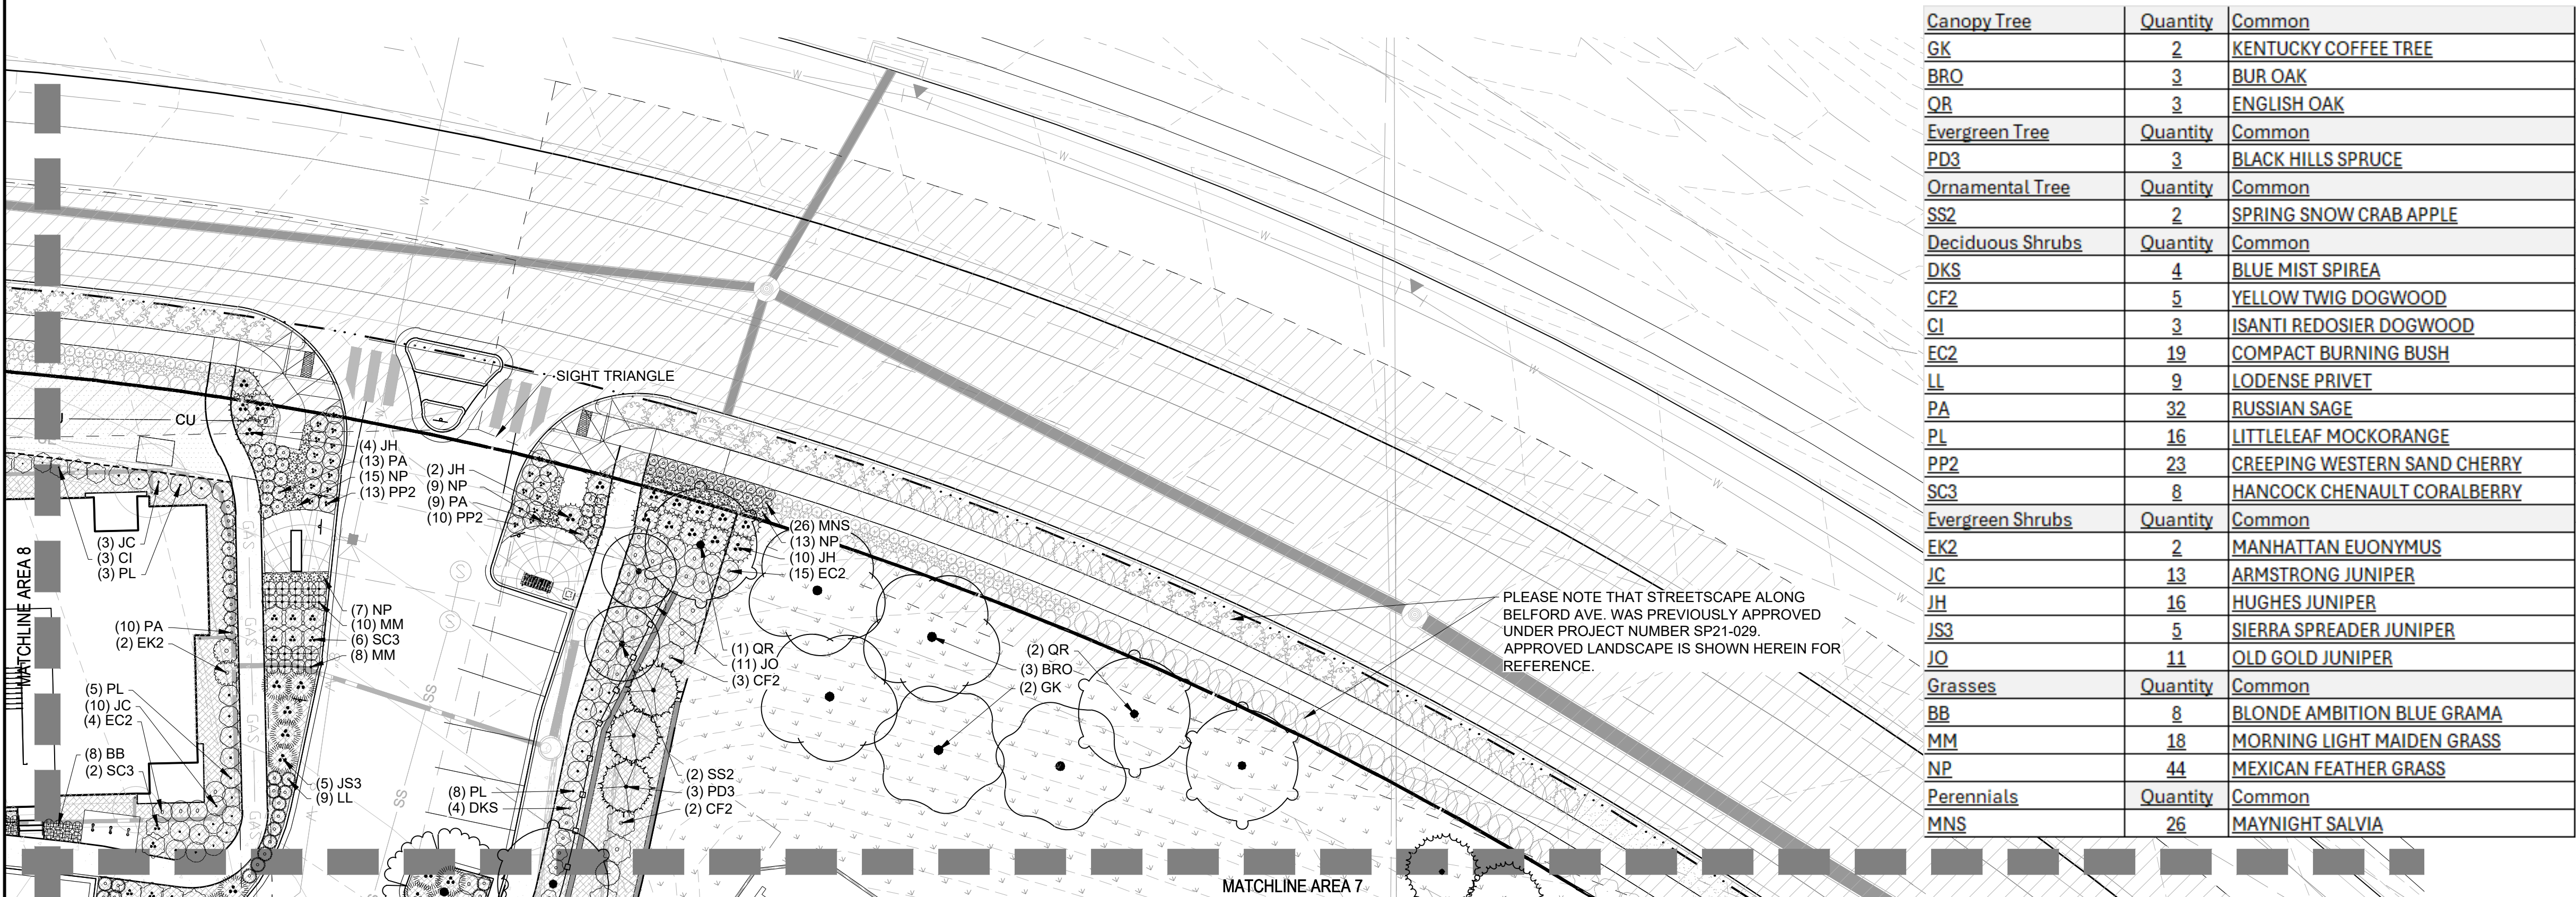 Canopy Tree Quantity Common
GK 2 KENTUCKY COFFEE TREE
BRO 3 BUR OAK
QR 3 ENGLISH OAK
Evergreen Tree Quantity Common
PD3 3 BLACK HILLS SPRUCE
Ornamental Tree Quantity Common
SS2 2 SPRING SNOW CRAB APPLE
Deciduous Shrubs Quantity Common
DKS 4 BLUE MIST SPIREA
CF2 5 YELLOW TWIG DOGWOOD
CI 3 ISANTI REDOSIER DOGWOOD
EC2 19 COMPACT BURNING BUSH
LL 9 LODENSE PRIVET
PA 32 RUSSIAN SAGE
PL 16 LITTLELEAF MOCKORANGE
PP2 23 CREEPING WESTERN SAND CHERRY
SC3 8 HANCOCK CHENAULT CORALBERRY
Evergreen Shrubs Quantity Common
EK2 2 MANHATTAN EUONYMUS
JC 13 ARMSTRONG JUNIPER
JH 16 HUGHES JUNIPER
JS3 5 SIERRA SPREADER JUNIPER
JO 11 OLD GOLD JUNIPER
Grasses Quantity Common
BB 8 BLONDE AMBITION BLUE GRAMA
MM 18 MORNING LIGHT MAIDEN GRASS
NP 44 MEXICAN FEATHER GRASS
Perennials Quantity Common
MNS 26 MAYNIGHT SALVIA
W
W
W
W
W
W
W
W
SIGHT TRIANGLE
CU
(4) JH
(13) PA
(15) NP
(13) PP2
(2) JH
(9) NP
(9) PA
(10) PP2
(26) MNS
(13) NP
(10) JH
(15) EC2
(3) JC
(3) CI
(3) PL
MATCHLINE AREA 8
GAS
GAS
GAS
GAS
S
S
SS
SS
(7) NP
(10) MM
(6) SC3
(8) MM
(10) PA
(2) EK2
(1) QR
(11) JO
(3) CF2
(2) QR
(3) BRO
(2) GK
PLEASE NOTE THAT STREETSCAPE ALONG
BELFORD AVE. WAS PREVIOUSLY APPROVED
UNDER PROJECT NUMBER SP21-029.
APPROVED LANDSCAPE IS SHOWN HEREIN FOR
REFERENCE.
(5) PL
(10) JC
(4) EC2
(8) BB
(2) SC3
(5) JS3
(9) LL
(8) PL
(4) DKS
(2) SS2
(3) PD3
(2) CF2
MATCHLINE AREA 7